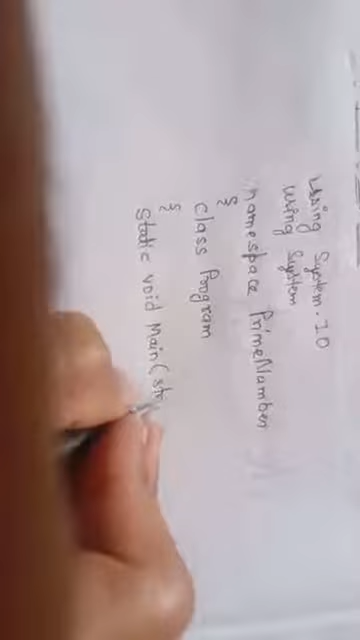 Using System.IO
using System
namespace PrimeNumber
{
class Program
{
static void Main(str